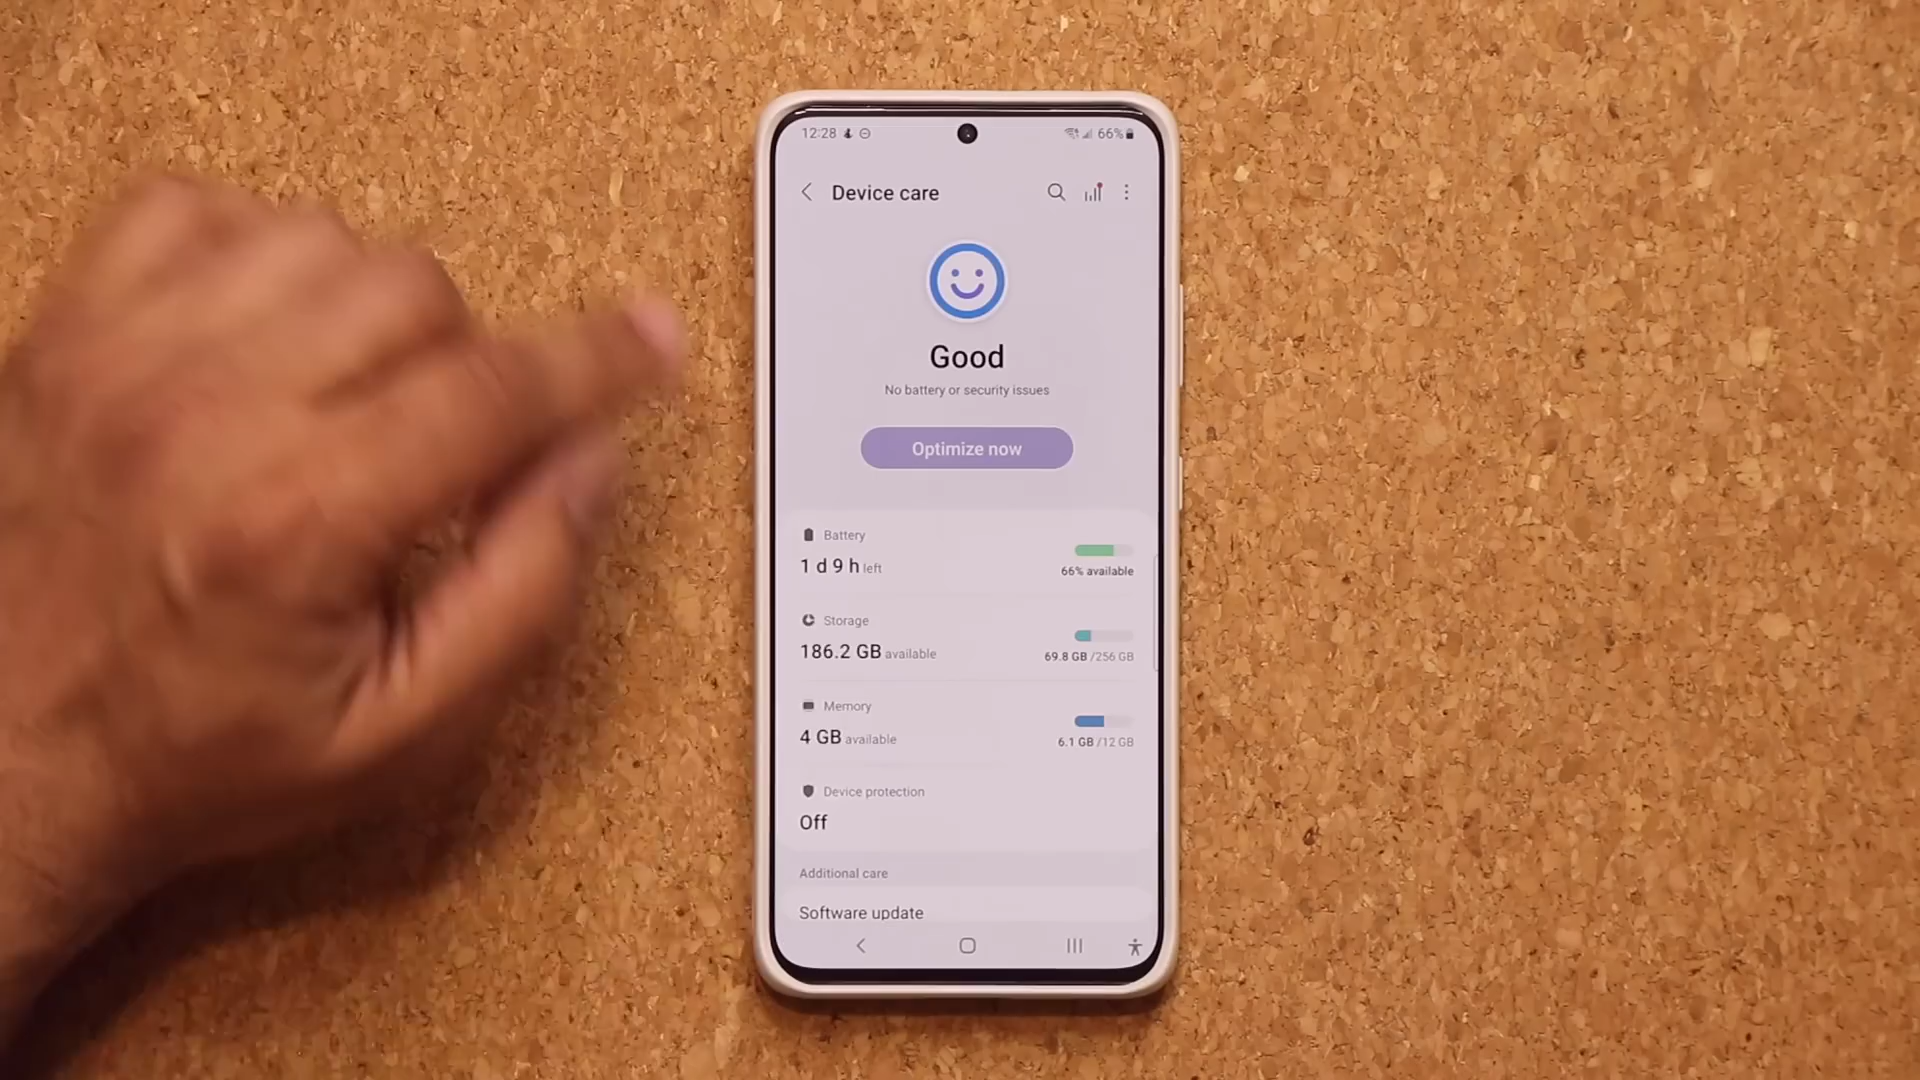 12:28
66%
Device care
Good
No battery or security issues
Optimize now
Battery
1 d 9 h left
66% available
Storage
186.2 GB available
69.8 GB /256 GB
Memory
4 GB available
6.1 GB /12 GB
Device protection
Off
Additional care
Software update